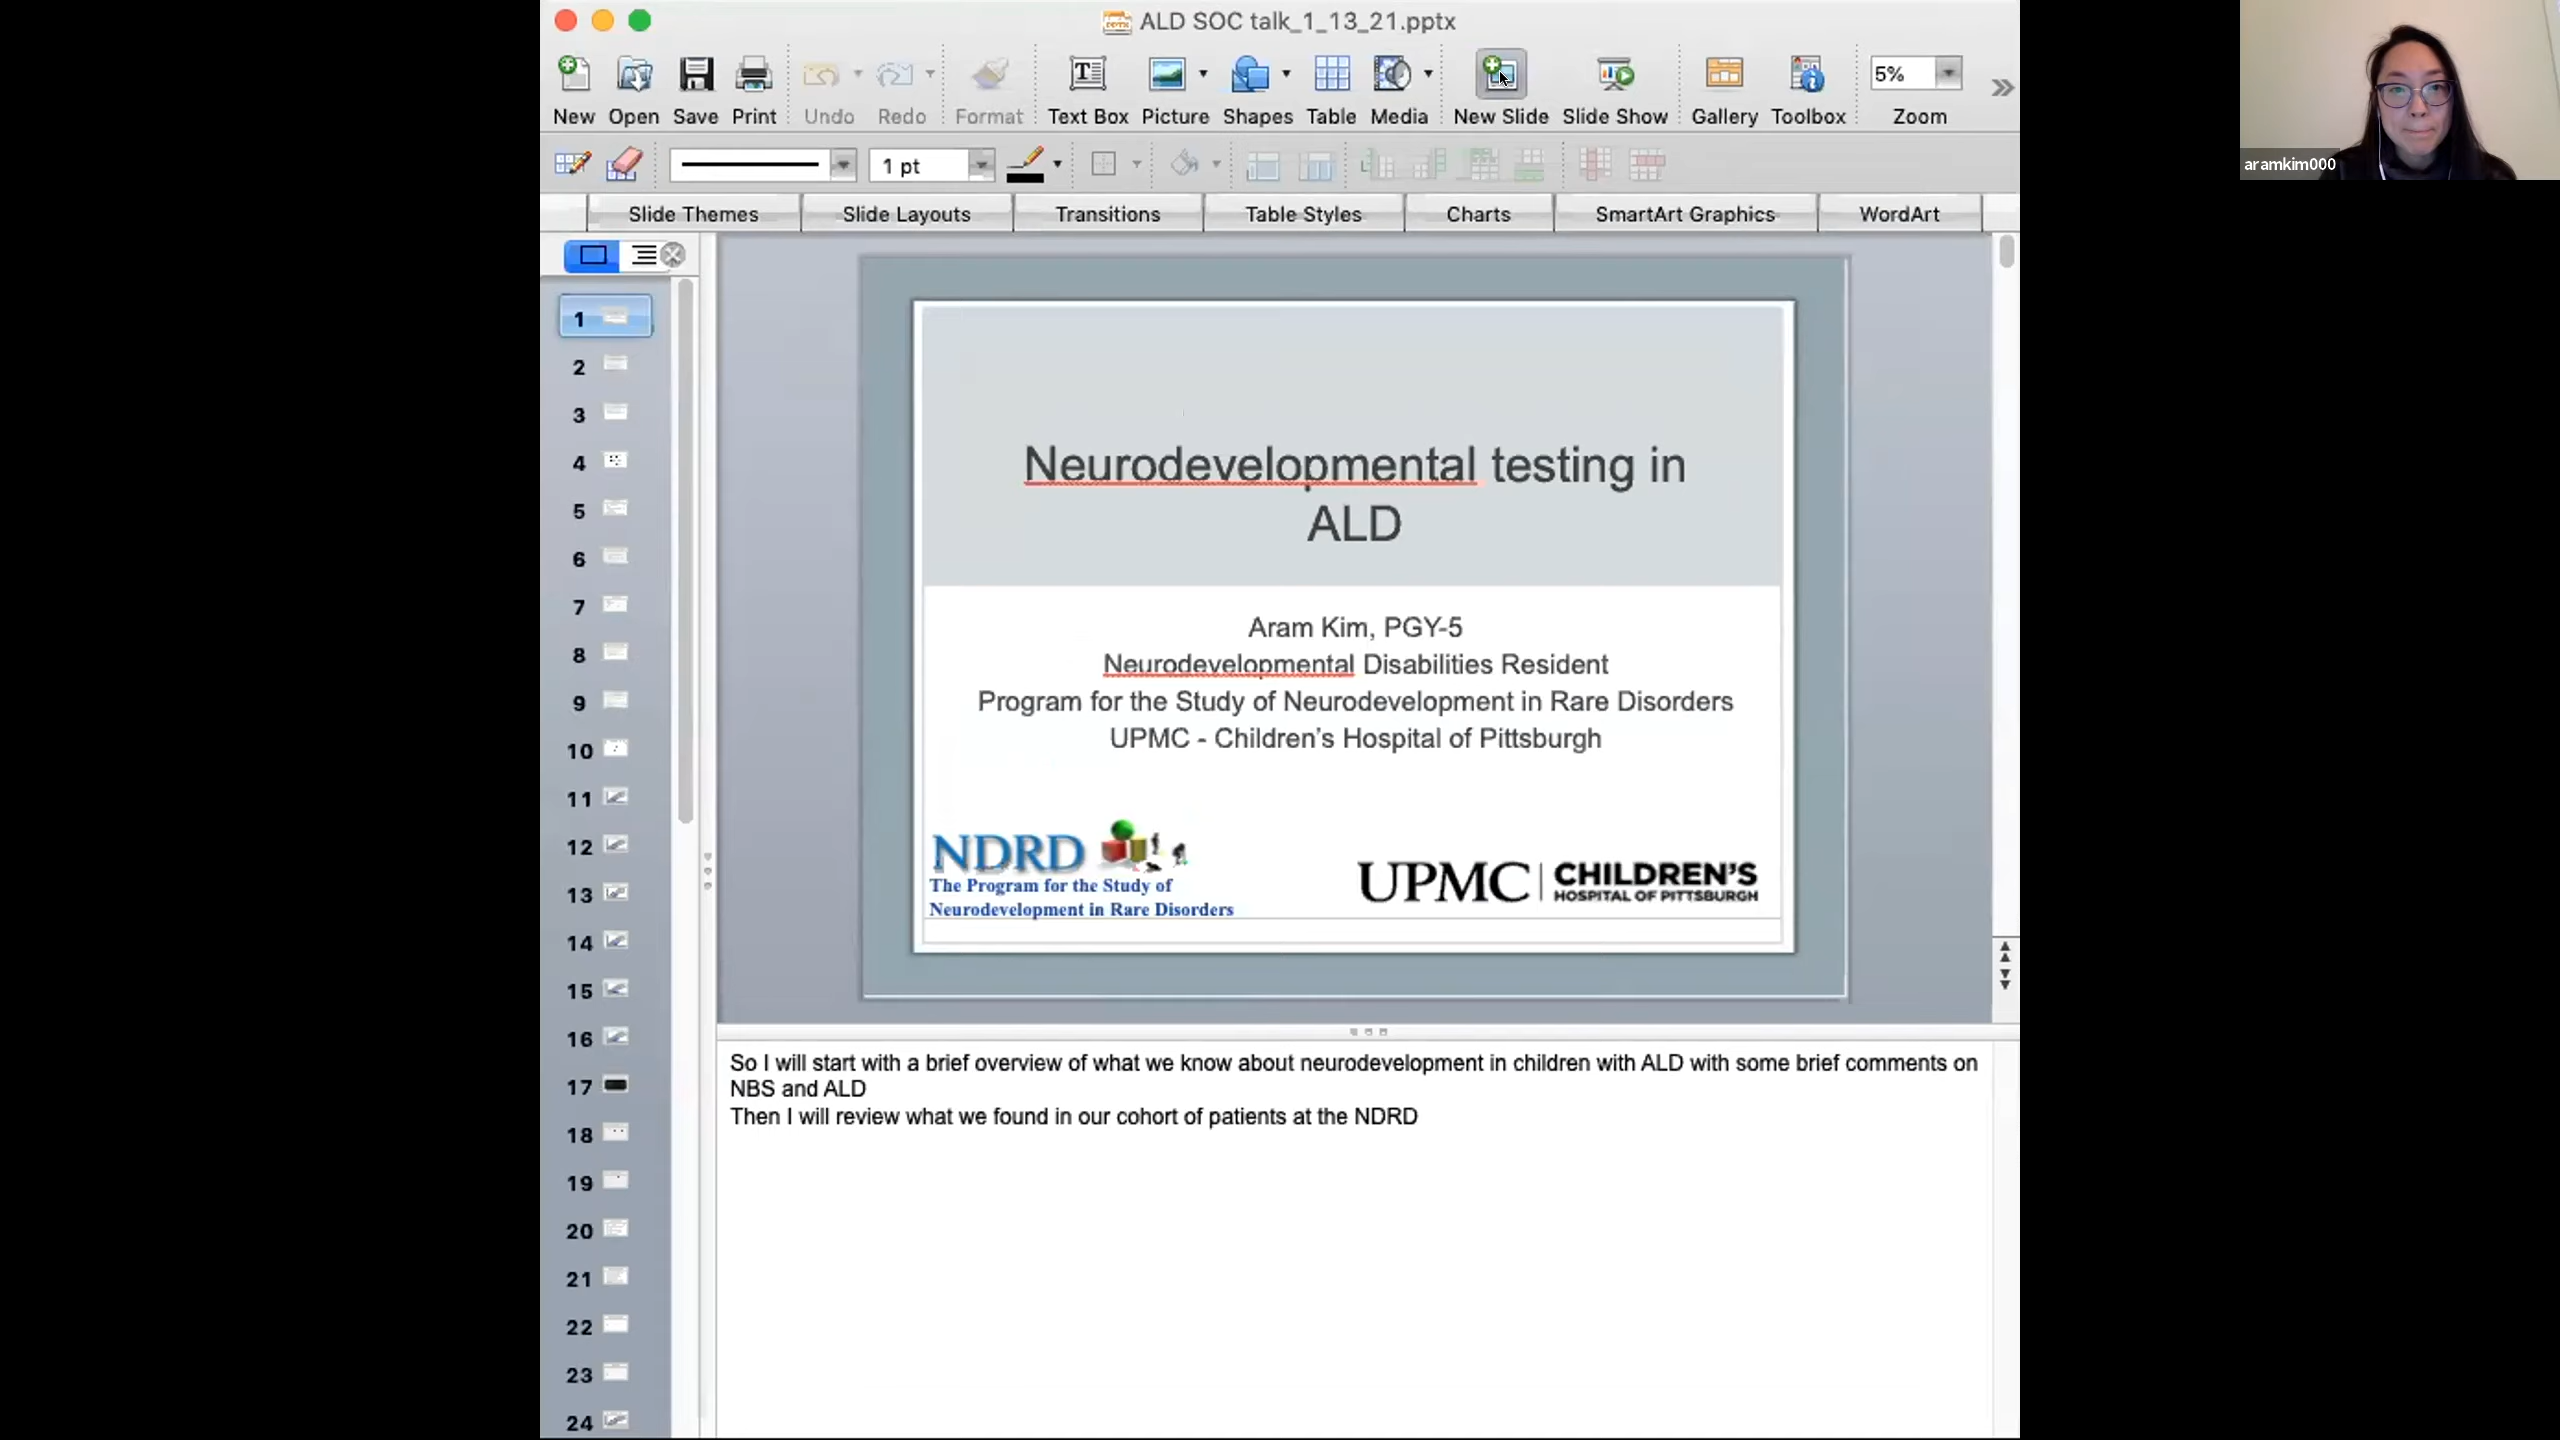 ALD SOC talk_1_13_21.pptx
New Open Save Print Undo Redo Format Text Box Picture Shapes Table Media New Slide Slide Show Gallery Toolbox 5% Zoom
1 pt
Slide Themes Slide Layouts Transitions Table Styles Charts SmartArt Graphics WordArt
1
2
3
4
5
6
7
8
9
10
11
12
13
14
15
16
17
18
19
20
21
22
23
24
Neurodevelopmental testing in
ALD
Aram Kim, PGY-5
Neurodevelopmental Disabilities Resident
Program for the Study of Neurodevelopment in Rare Disorders
UPMC - Children's Hospital of Pittsburgh
NDRD
The Program for the Study of
Neurodevelopment in Rare Disorders
UPMC | CHILDREN'S
HOSPITAL OF PITTSBURGH
So I will start with a brief overview of what we know about neurodevelopment in children with ALD with some brief comments on
NBS and ALD
Then I will review what we found in our cohort of patients at the NDRD
aramkim000